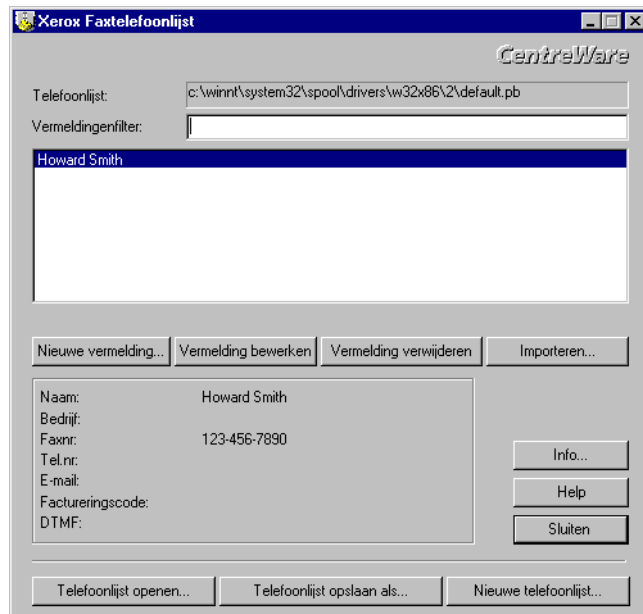 Xerox Faxtelefoonlijst
CentreWare
Telefoonlijst: c:\winnt\system32\spool\drivers\w32x86\2\default.pb
Vermeldingenfilter:
Howard Smith
Nieuwe vermelding... Vermelding bewerken Vermelding verwijderen Importeren...
Naam: Howard Smith
Bedrijf:
Faxnr: 123-456-7890
Tel.nr:
E-mail:
Factureringscode:
DTMF:
Info...
Help
Sluiten
Telefoonlijst openen... Telefoonlijst opslaan als... Nieuwe telefoonlijst...